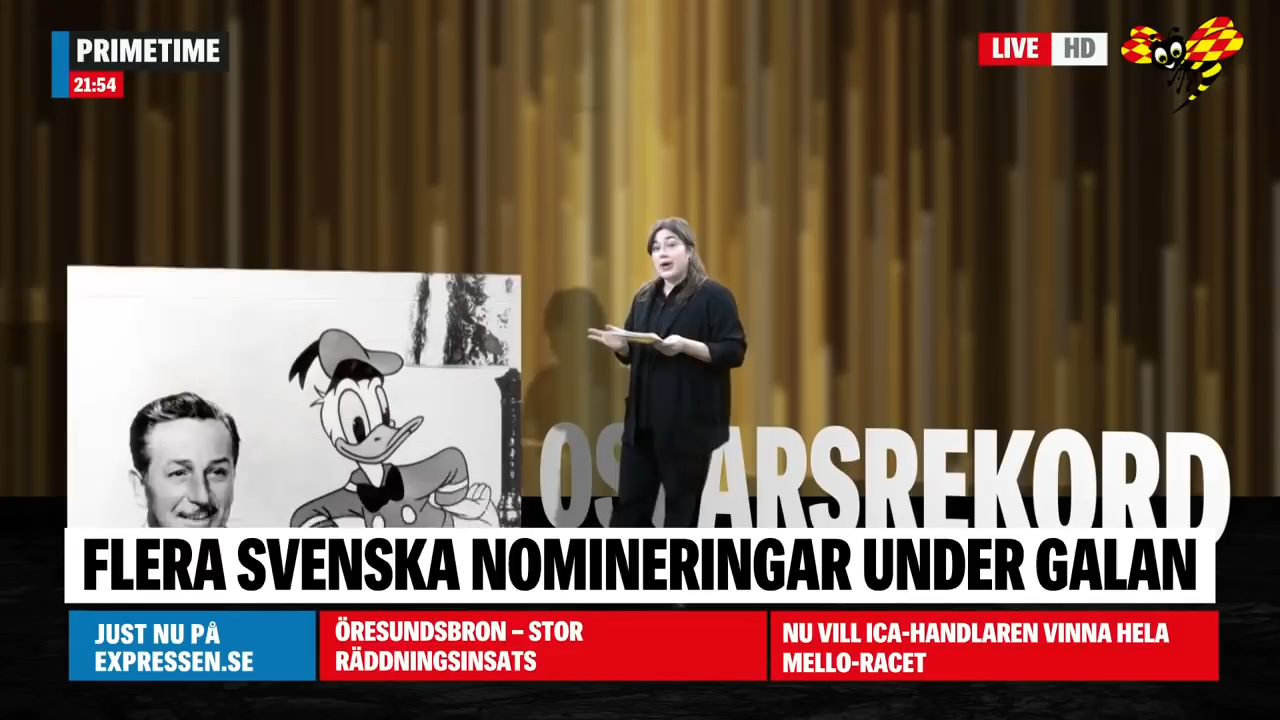 PRIMETIME
21:54
LIVE HD
OSCARSREKORD
FLERA SVENSKA NOMINERINGAR UNDER GALAN
JUST NU PÅ
EXPRESSEN.SE
ÖRESUNDSBRON – STOR
RÄDDNINGSINSATS
NU VILL ICA-HANDLAREN VINNA HELA
MELLO-RACET